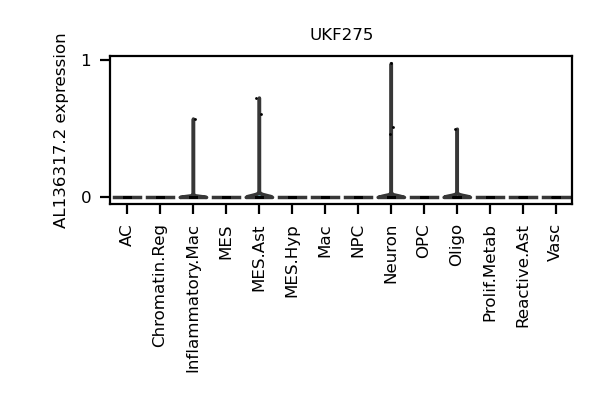 UKF275
AL136317.2 expression
1
0
AC
Chromatin.Reg
Inflammatory.Mac
MES
MES.Ast
MES.Hyp
Mac
NPC
Neuron
OPC
Oligo
Prolif.Metab
Reactive.Ast
Vasc